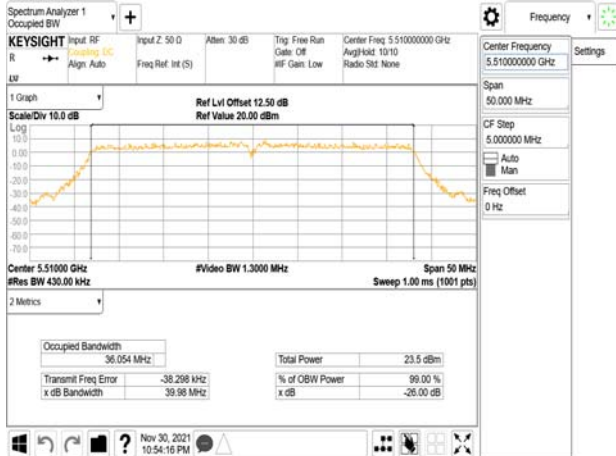 Spectrum Analyzer 1
Occupied BW
+
Frequency
KEYSIGHT
R
LU
Input: RF
Coupling: DC
Align: Auto
Input Z: 50 Ω
Freq Ref: Int (S)
Atten: 30 dB
Trig: Free Run
Gate: Off
#IF Gain: Low
Center Freq: 5.510000000 GHz
Avg|Hold: 10/10
Radio Std: None
Center Frequency
5.510000000 GHz
Settings
Span
50.000 MHz
CF Step
5.000000 MHz
Auto
Man
Freq Offset
0 Hz
1 Graph
Scale/Div 10.0 dB
Ref Lvl Offset 12.50 dB
Ref Value 20.00 dBm
Log
10.0
0.00
-10.0
-20.0
-30.0
-40.0
-50.0
-60.0
-70.0
Center 5.51000 GHz
#Video BW 1.3000 MHz
Span 50 MHz
#Res BW 430.00 kHz
Sweep 1.00 ms (1001 pts)
2 Metrics
Occupied Bandwidth
36.054 MHz
Total Power 23.5 dBm
Transmit Freq Error -38.298 kHz
% of OBW Power 99.00 %
x dB Bandwidth 39.98 MHz
x dB -26.00 dB
?
Nov 30, 2021
10:54:16 PM